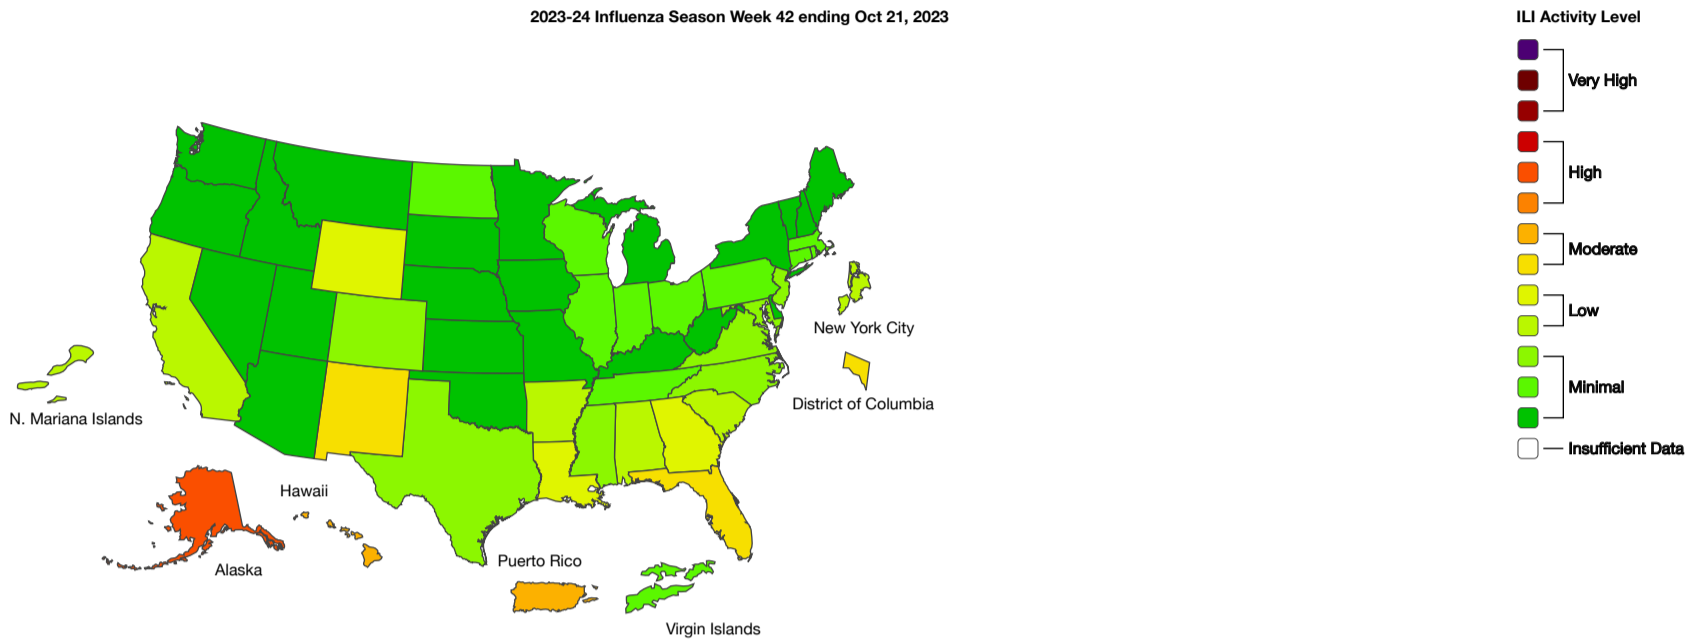 2023-24 Influenza Season Week 42 ending Oct 21, 2023
ILI Activity Level
Very High
High
Moderate
Low
Minimal
Insufficient Data
New York City
District of Columbia
N. Mariana Islands
Hawaii
Alaska
Puerto Rico
Virgin Islands